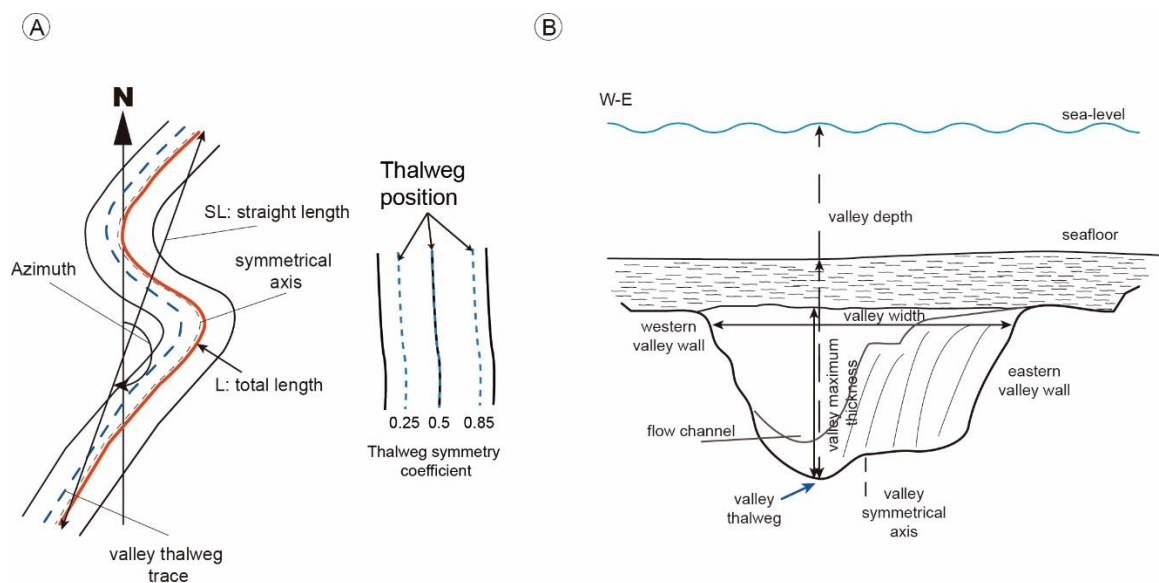 A
N
SL: straight length
Azimuth
symmetrical
axis
L: total length
valley thalweg
trace
Thalweg
position
0.25 0.5 0.85
Thalweg symmetry
coefficient
B
W-E
sea-level
valley depth
seafloor
valley width
western
valley wall
eastern
valley wall
valley maximum
thickness
flow channel
valley
thalweg
valley
symmetrical
axis